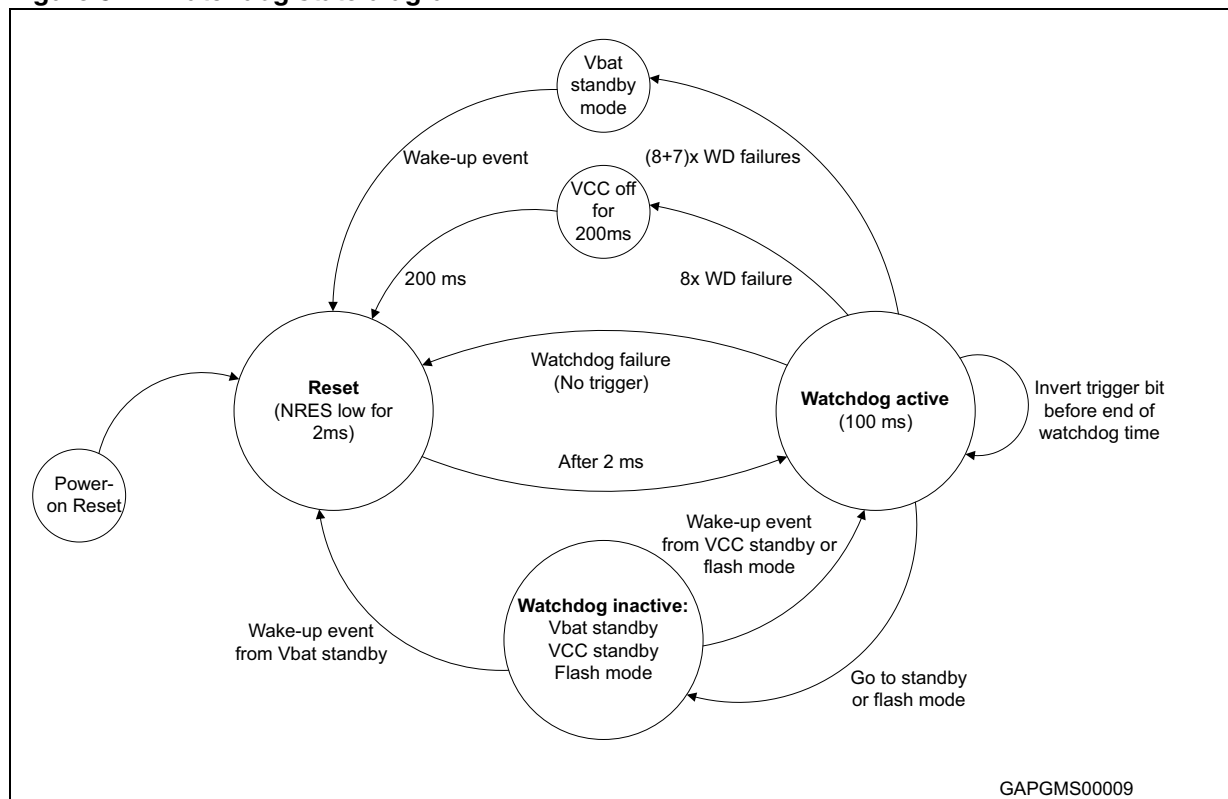 Vbat
standby
mode
Wake-up event
(8+7)x WD failures
VCC off
for
200ms
200 ms
8x WD failure
Watchdog failure
(No trigger)
Reset
(NRES low for
2ms)
Watchdog active
(100 ms)
Invert trigger bit
before end of
watchdog time
After 2 ms
Power-
on Reset
Wake-up event
from VCC standby or
flash mode
Watchdog inactive:
Vbat standby
VCC standby
Flash mode
Wake-up event
from Vbat standby
Go to standby
or flash mode
GAPGMS00009